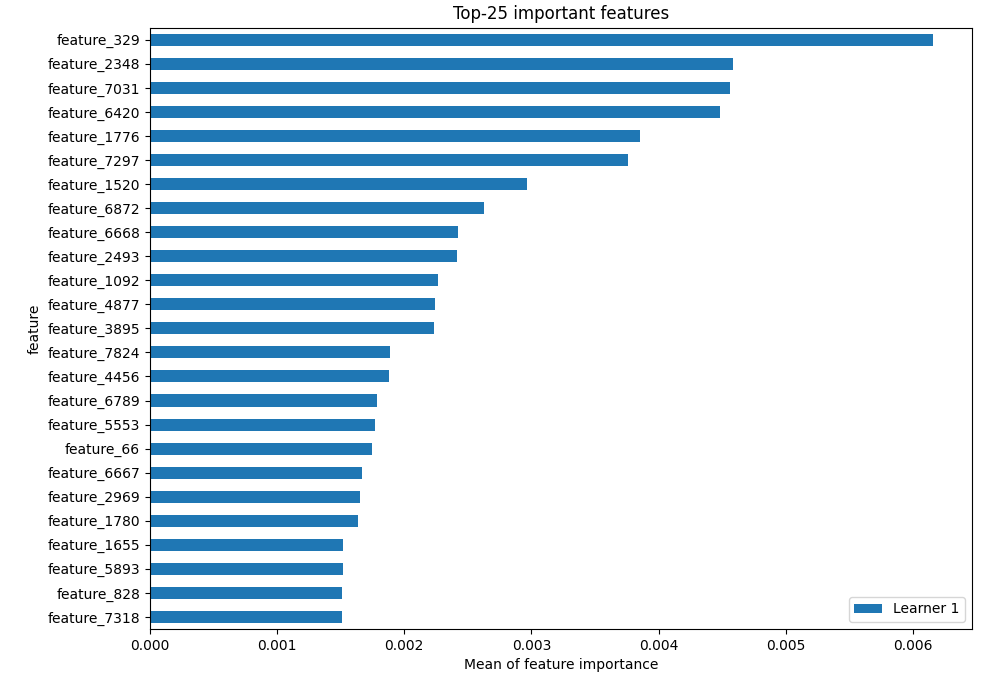 Top-25 important features
feature_329
feature_2348
feature_7031
feature_6420
feature_1776
feature_7297
feature_1520
feature_6872
feature_6668
feature_2493
feature_1092
feature_4877
feature_3895
feature_7824
feature_4456
feature_6789
feature_5553
feature_66
feature_6667
feature_2969
feature_1780
feature_1655
feature_5893
feature_828
feature_7318
feature
Learner 1
0.000 0.001 0.002 0.003 0.004 0.005 0.006
Mean of feature importance